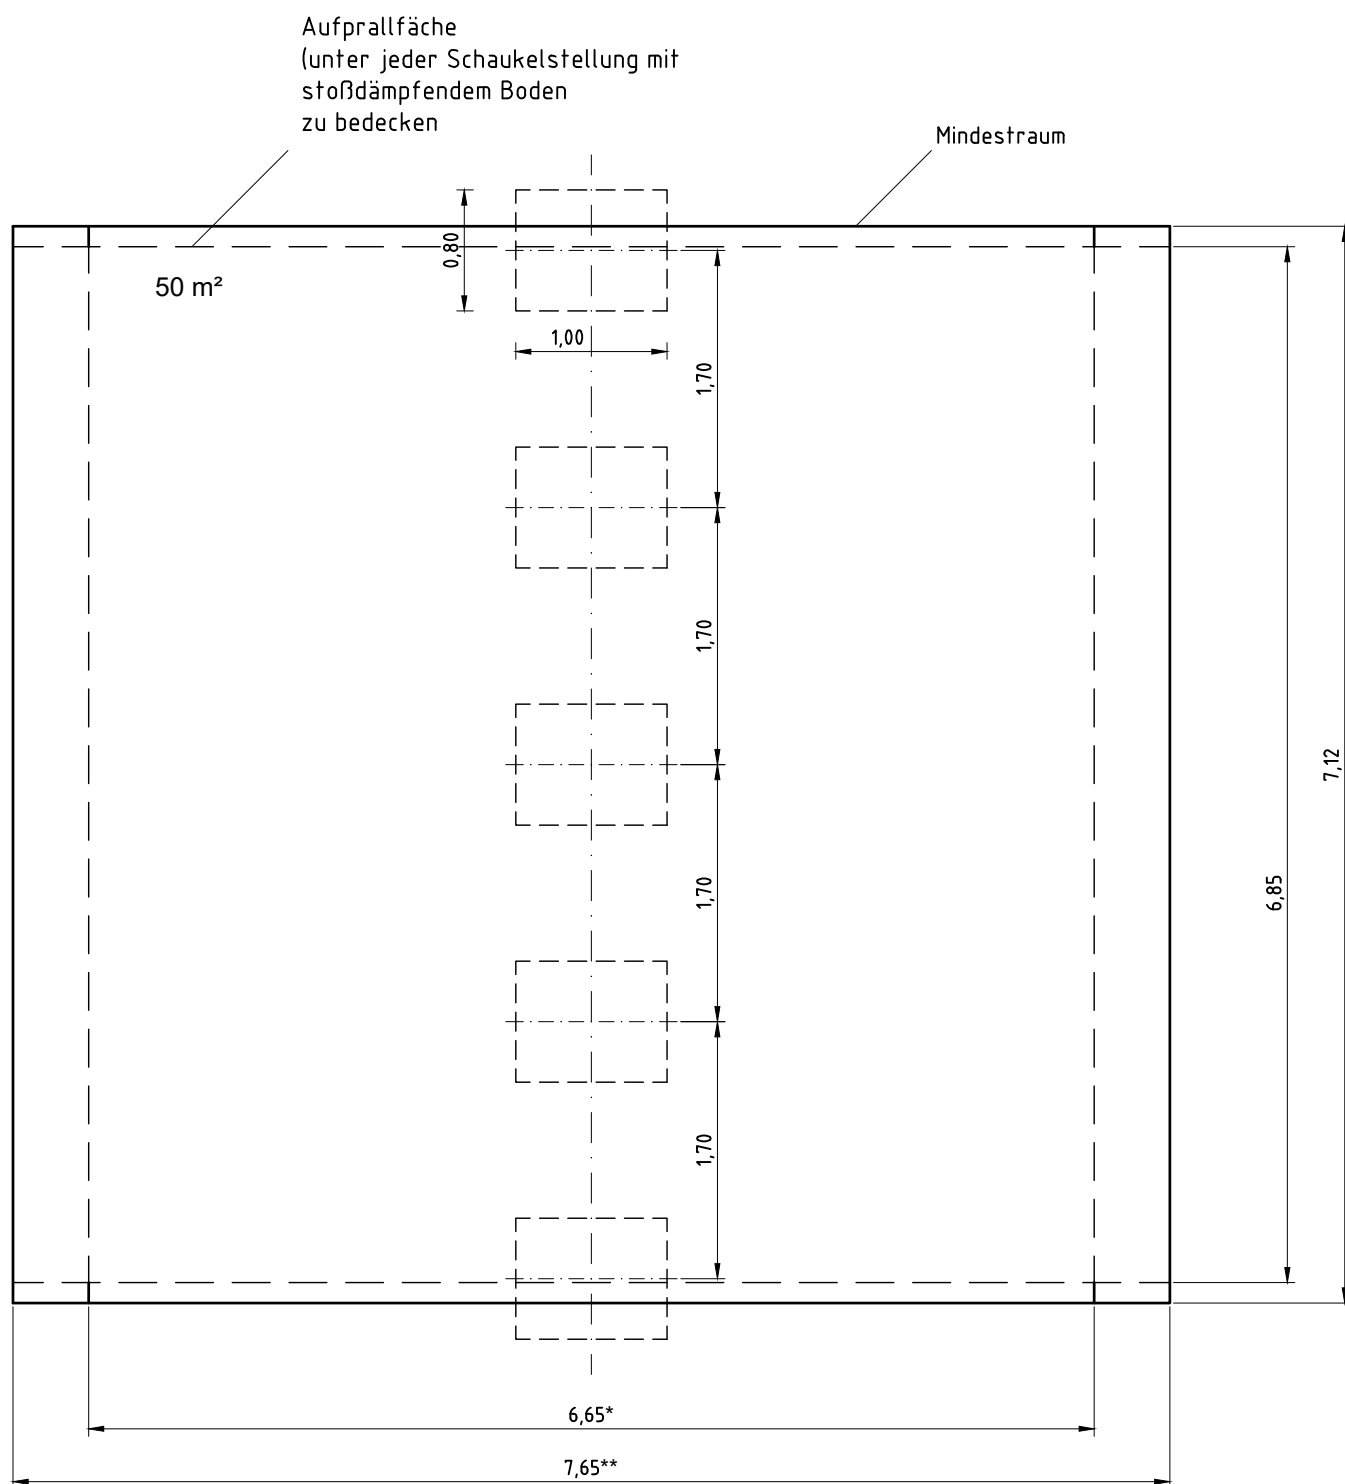 Aufprallfäche
(unter jeder Schaukelstellung mit
stoßdämpfendem Boden
zu bedecken
Mindestraum
0,80
50 m²
1,00
1,70
1,70
7,12
6,85
1,70
1,70
6,65*
7,65**